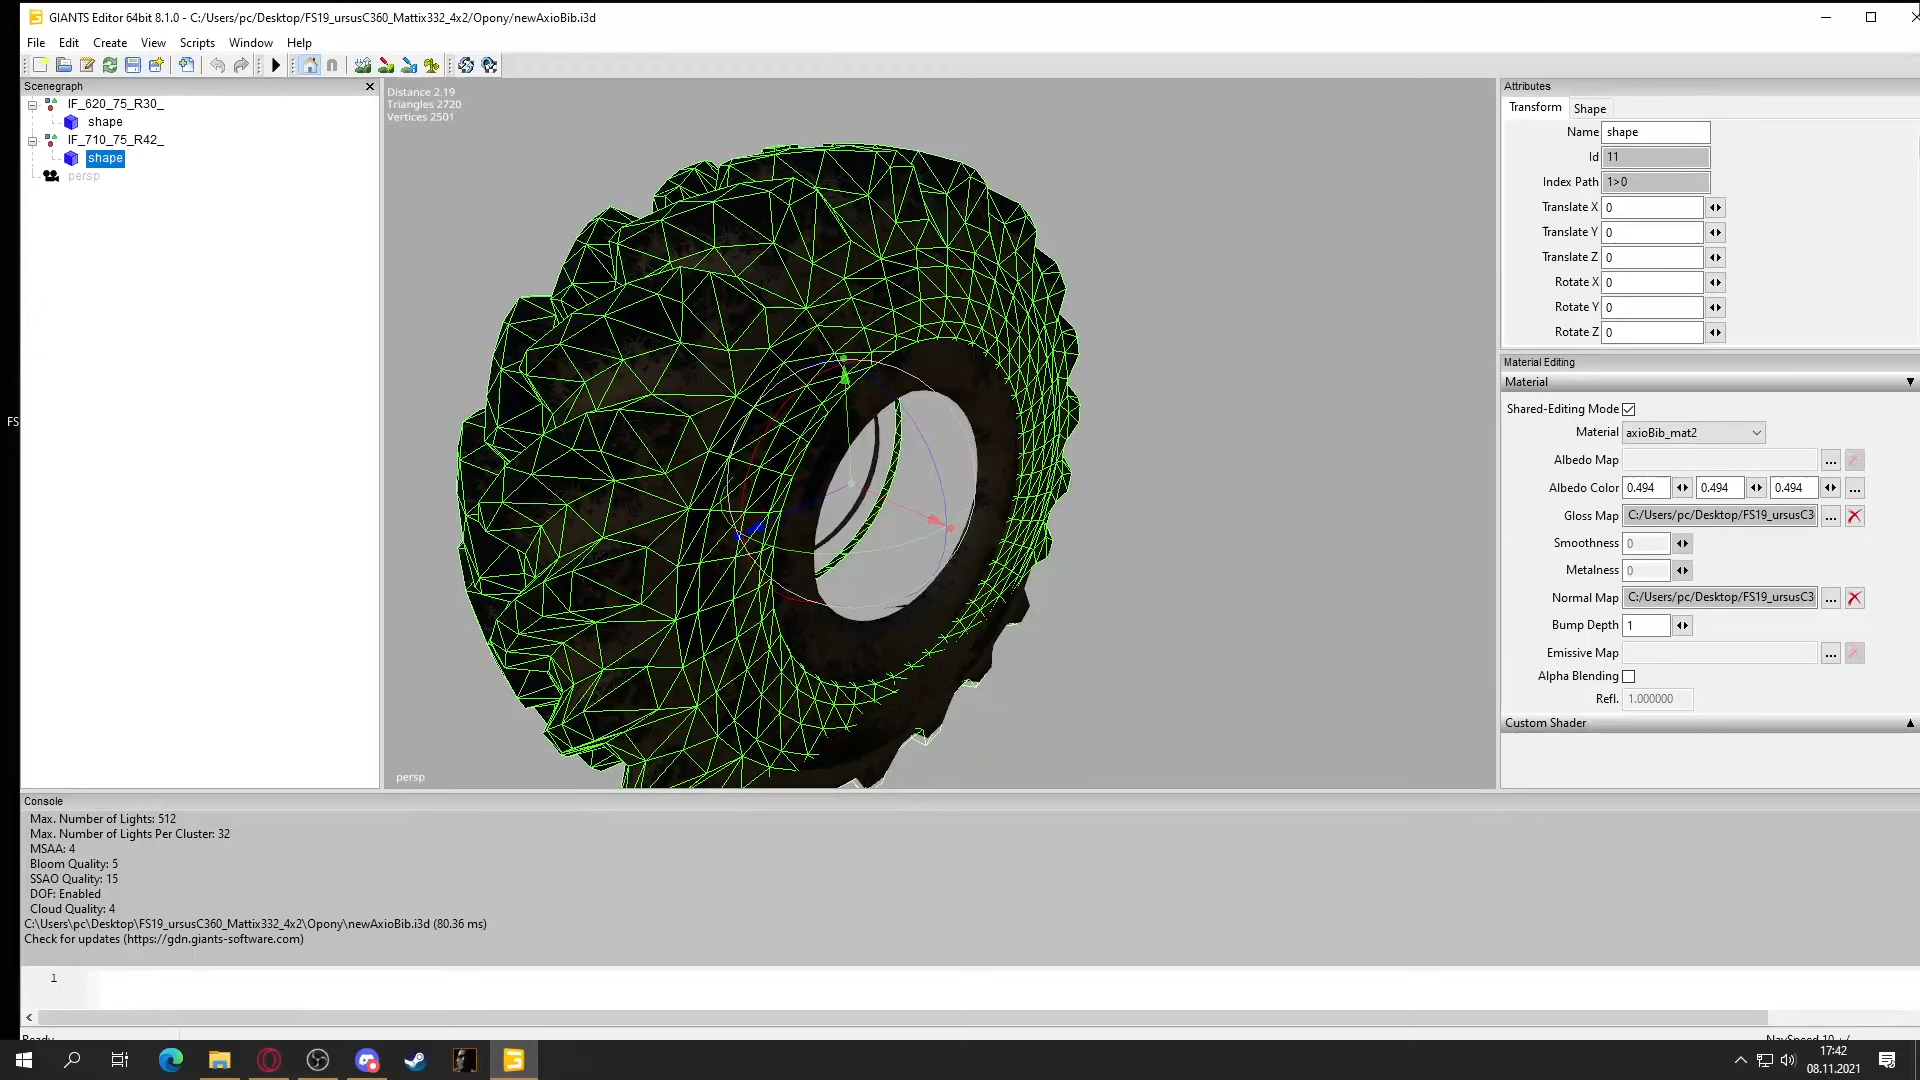 GIANTS Editor 64bit 8.1.0 - C:/Users/pc/Desktop/FS19_ursusC360_Mattix332_4x2/Opony/newAxioBib.i3d
File Edit Create View Scripts Window Help
Scenegraph
IF_620_75_R30_
shape
IF_710_75_R42_
shape
persp
FS
Distance 2.19
Triangles 2720
Vertices 2501
persp
Attributes
Transform Shape
Name shape
Id 11
Index Path 1>0
Translate X 0
Translate Y 0
Translate Z 0
Rotate X 0
Rotate Y 0
Rotate Z 0
Material Editing
Material
Shared-Editing Mode
Material axioBib_mat2
Albedo Map ...
Albedo Color 0.494 0.494 0.494 ...
Gloss Map C:/Users/pc/Desktop/FS19_ursusC3 ...
Smoothness 0
Metalness 0
Normal Map C:/Users/pc/Desktop/FS19_ursusC3 ...
Bump Depth 1
Emissive Map ...
Alpha Blending
Refl. 1.000000
Custom Shader
Console
Max. Number of Lights: 512
Max. Number of Lights Per Cluster: 32
MSAA: 4
Bloom Quality: 5
SSAO Quality: 15
DOF: Enabled
Cloud Quality: 4
C:\Users\pc\Desktop\FS19_ursusC360_Mattix332_4x2\Opony\newAxioBib.i3d (80.36 ms)
Check for updates (https://gdn.giants-software.com)
1
Ready
NavSpeed 10 +/-
17:42
08.11.2021